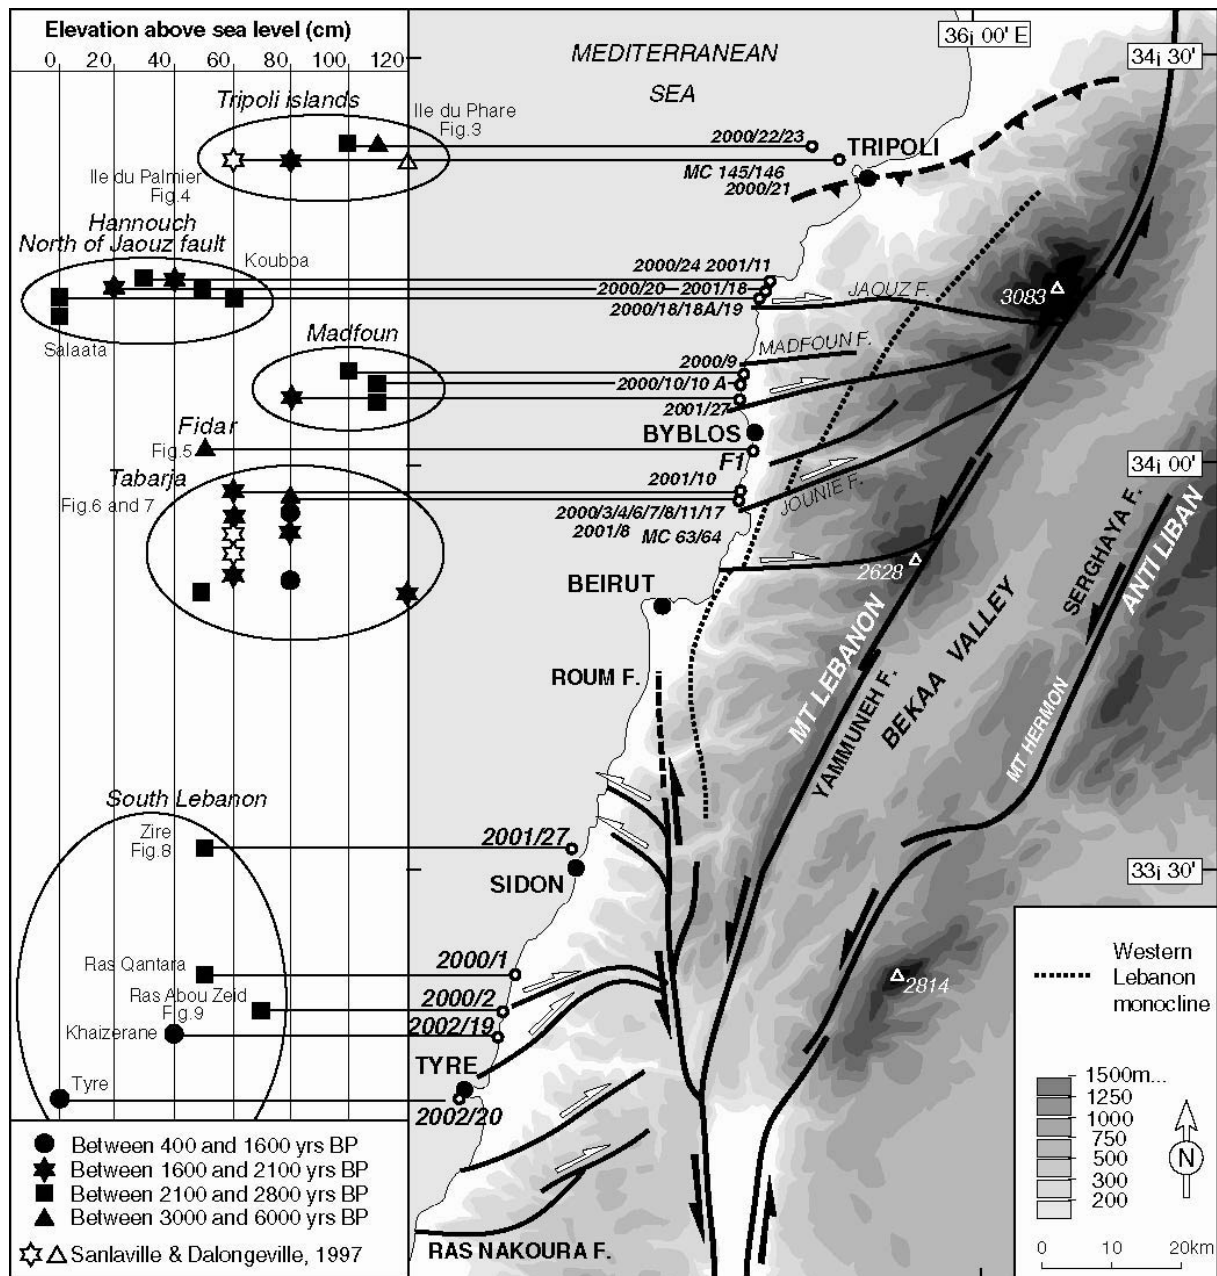 Elevation above sea level (cm)
0 20 40 60 80 100 120
MEDITERRANEAN
SEA
36¡ 00' E
34¡ 30'
Tripoli islands
Ile du Phare
Fig.3
2000/22/23
TRIPOLI
MC 145/146
2000/21
Ile du Palmier
Fig.4
Hannouch
North of Jaouz fault
Koubba
2000/24 2001/11
2000/20 2001/18
2000/18/18A/19
JAOUZ F.
3083
Salaata
Madfoun
MADFOUN F.
2000/9
2000/10/10 A
2001/27
BYBLOS
Fidar
Fig.5
F1
34¡ 00'
Tabarja
Fig.6 and 7
2001/10
JOUNIE F.
2000/3/4/6/7/8/11/17
2001/8 MC 63/64
2628
BEIRUT
SERGHAYA F.
ANTI LIBAN
MT LEBANON
BEKAA VALLEY
YAMMUNEH F.
MT HERMON
ROUM F.
South Lebanon
Zire
Fig.8
2001/27
SIDON
33¡ 30'
Ras Qantara
2000/1
Ras Abou Zeid
Fig.9
2000/2
Khaizerane
2002/19
2814
Tyre
TYRE
2002/20
Western
Lebanon
monocline
1500m...
1250
1000
750
500
300
200
N
0 10 20km
Between 400 and 1600 yrs BP
Between 1600 and 2100 yrs BP
Between 2100 and 2800 yrs BP
Between 3000 and 6000 yrs BP
Sanlaville & Dalongeville, 1997
RAS NAKOURA F.